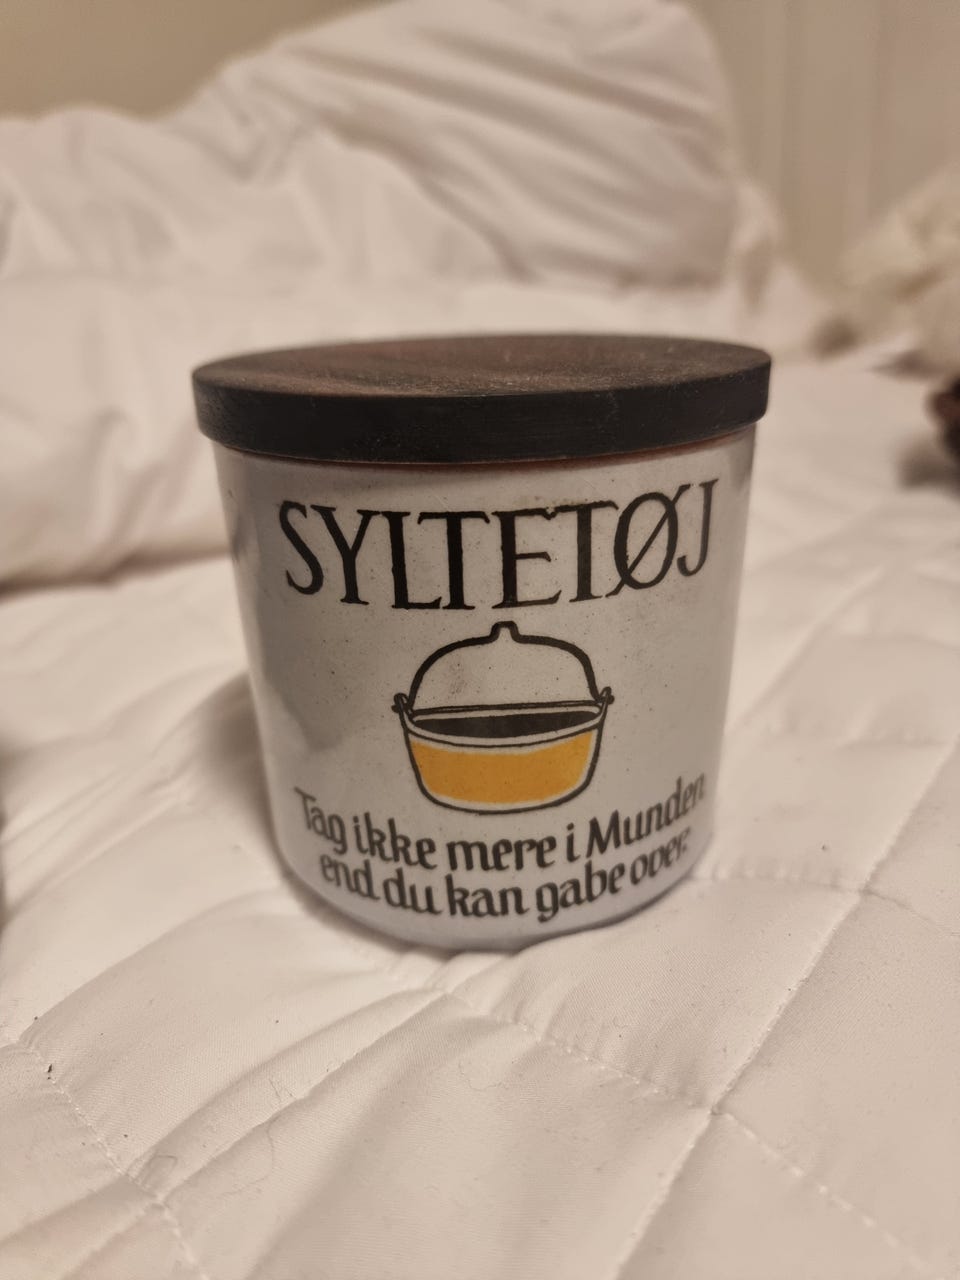 SYLTETØJ
Tag ikke mere i Munden
end du kan gabe over.